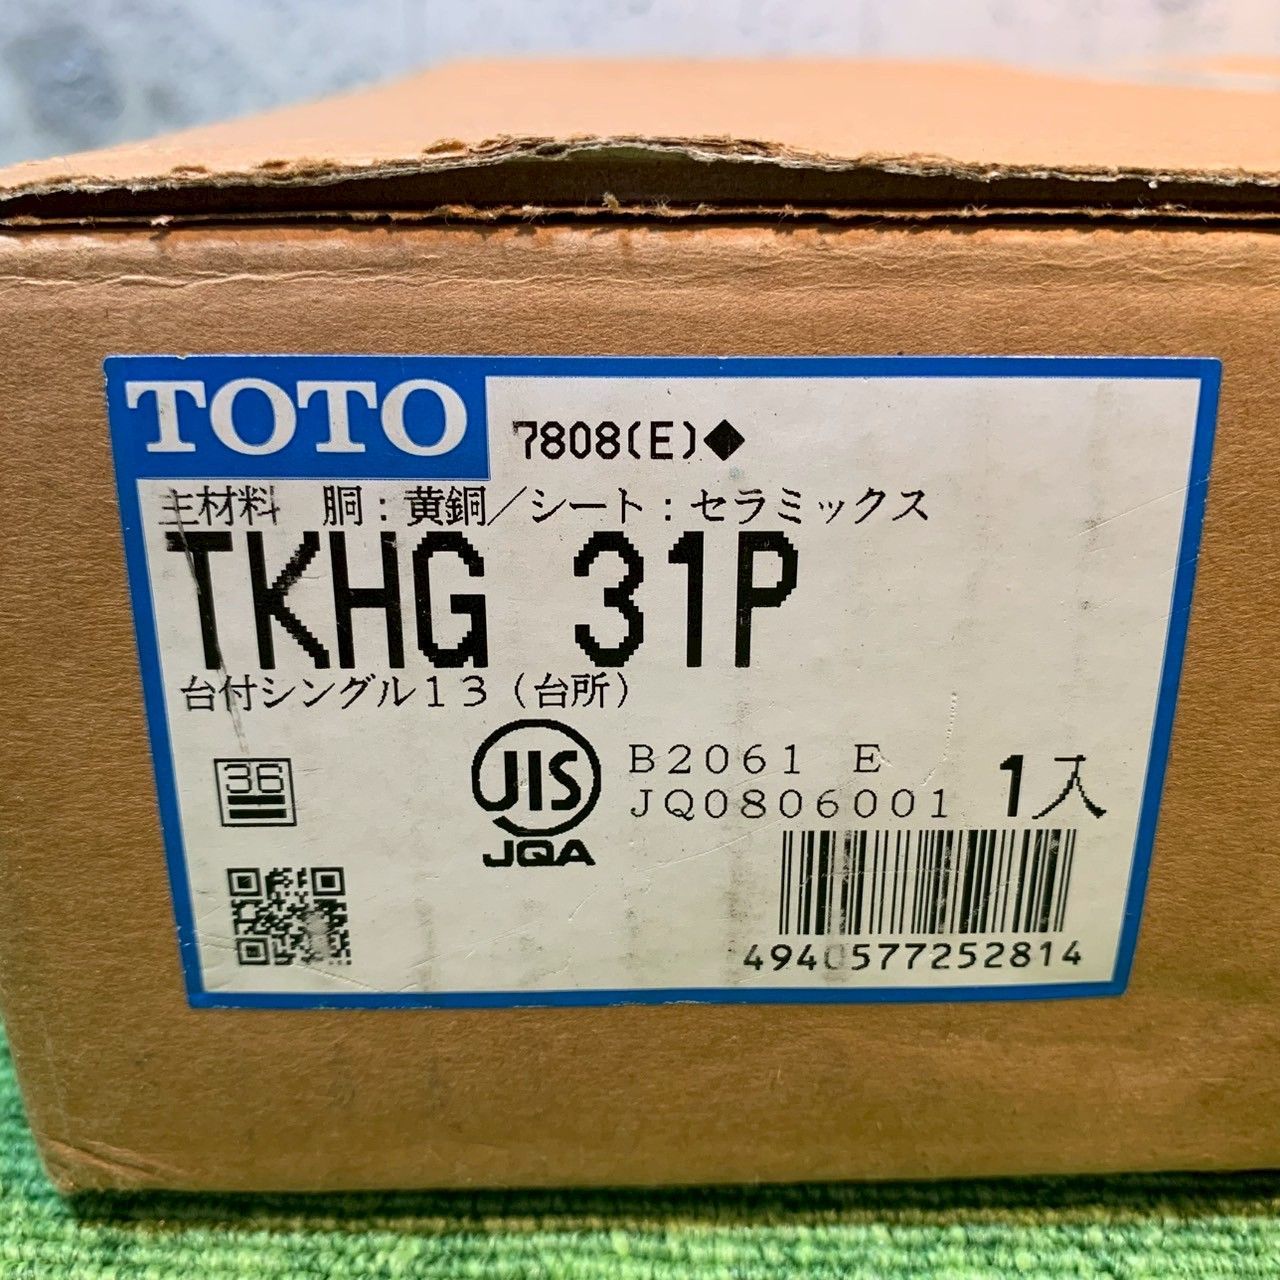 TOTO 7808(E)◆
主材料 胴:黄銅/シート:セラミックス
TKHG 31P
台付シングル13(台所)
36
JIS
JQA
B2061 E
JQ0806001
1入
4940577252814